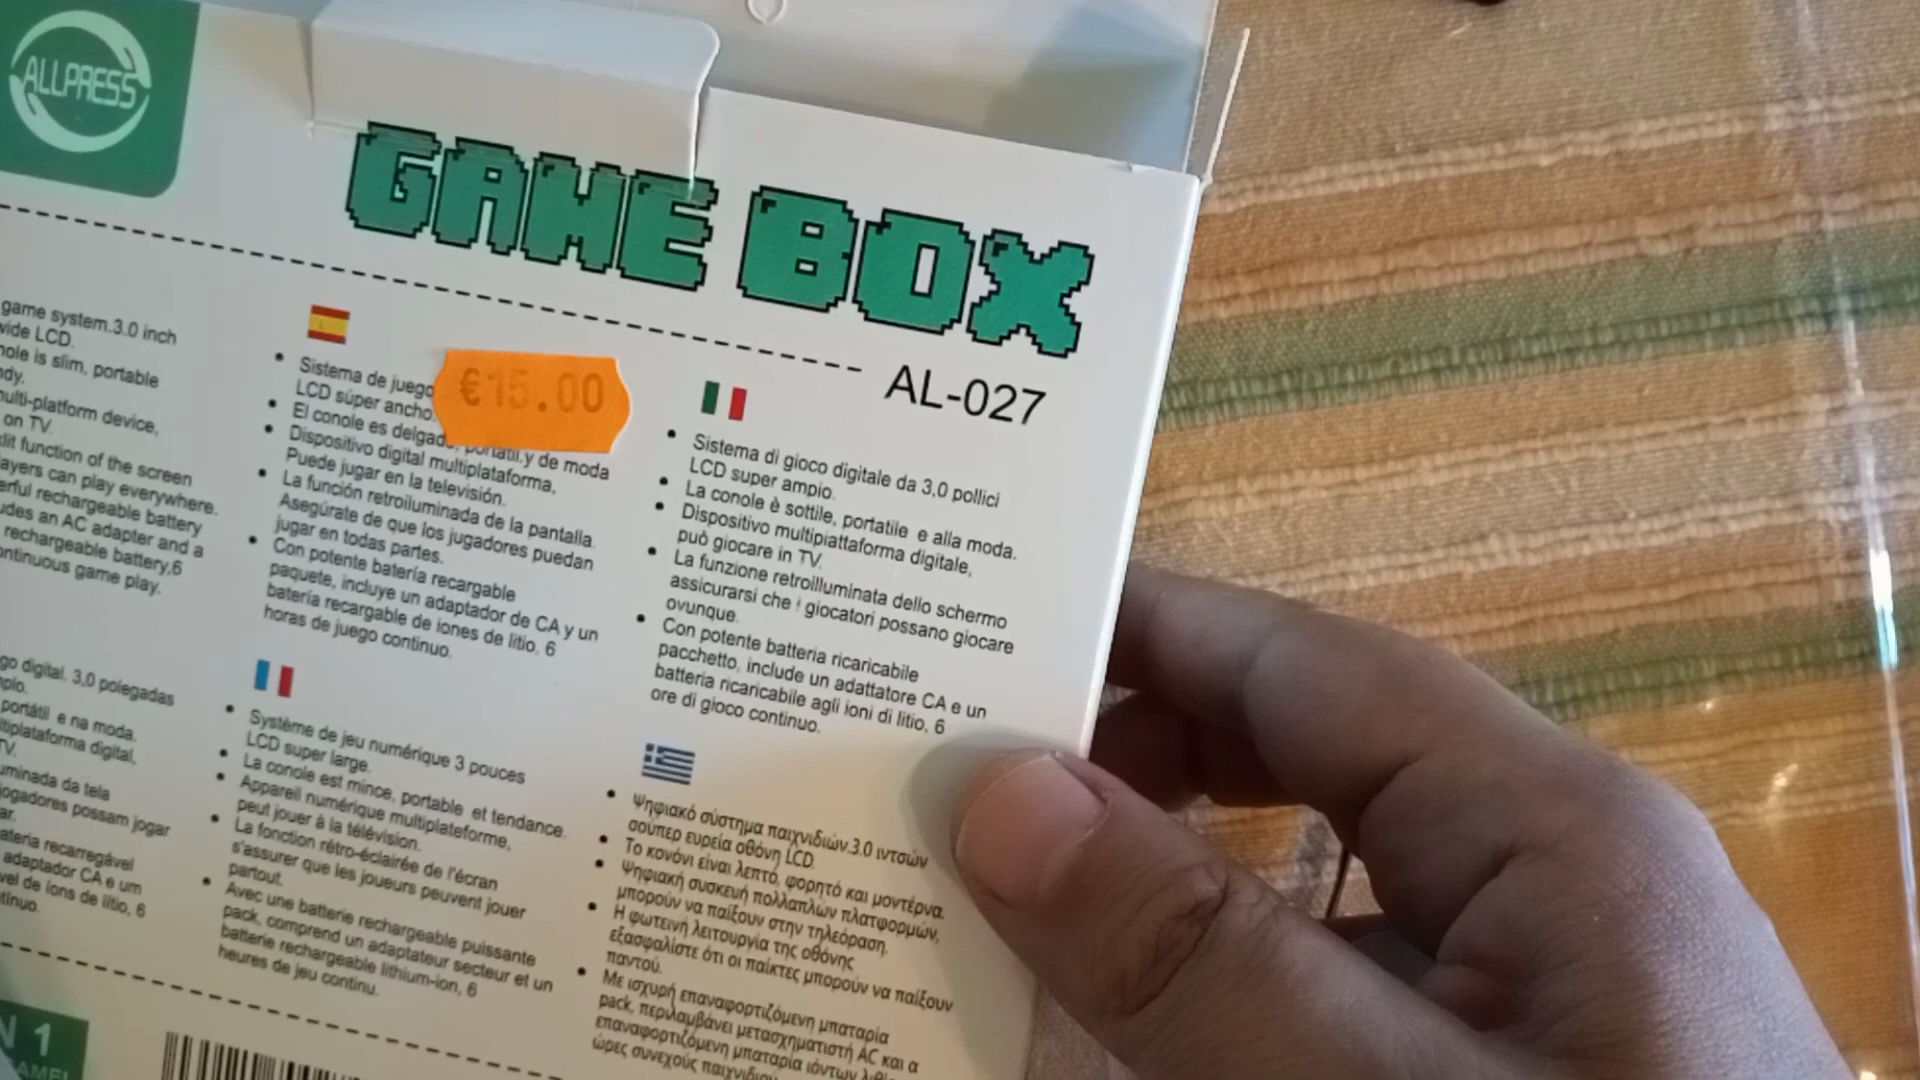 ALLPRESS
GAME BOX
AL-027
€15.00
game system.3.0 inch
wide LCD.
is slim, portable
multi-platform device,
on TV.
function of the screen
can play everywhere.
rechargeable battery
an AC adapter and a
rechargeable battery,6
game play.
Sistema de juego
LCD súper ancho.
El conole es delgado, portátil.y de moda
Dispositivo digital multiplataforma,
Puede jugar en la televisión.
La función retroiluminada de la pantalla.
Asegúrate de que los jugadores puedan
jugar en todas partes.
Con potente batería recargable
paquete, incluye un adaptador de CA y un
batería recargable de iones de litio, 6
horas de juego continuo.
Sistema di gioco digitale da 3,0 pollici
LCD super ampio.
La conole è sottile, portatile e alla moda.
Dispositivo multipiattaforma digitale,
può giocare in TV.
La funzione retroilluminata dello schermo
assicurarsi che i giocatori possano giocare
ovunque.
Con potente batteria ricaricabile
pacchetto, include un adattatore CA e un
batteria ricaricabile agli ioni di litio, 6
ore di gioco continuo.
digital. 3,0 polegadas
portátil e na moda.
digital,
TV.
da tela
jogadores possam jogar
recarregável
adaptador CA e um
de íons de lítio, 6
Système de jeu numérique 3 pouces
LCD super large.
La conole est mince, portable et tendance.
Appareil numérique multiplateforme,
peut jouer à la télévision.
La fonction rétro-éclairée de l'écran
s'assurer que les joueurs peuvent jouer
partout.
Avec une batterie rechargeable puissante
pack, comprend un adaptateur secteur et un
batterie rechargeable lithium-ion, 6
heures de jeu continu.
Ψηφιακό σύστημα παιχνιδιών.3.0 ιντσών
σούπερ ευρεία οθόνη LCD.
Το κονόνι είναι λεπτό, φορητό και μοντέρνα.
Ψηφιακή συσκευή πολλαπλών πλατφορμών,
μπορούν να παίξουν στην τηλεόραση.
Η φωτεινή λειτουργία της οθόνης
εξασφαλίστε ότι οι παίκτες μπορούν να παίξουν
παντού.
Με ισχυρή επαναφορτιζόμενη μπαταρία
pack, περιλαμβάνει μετασχηματιστή AC και α
επαναφορτιζόμενη μπαταρία ιόντων
ώρες συνεχούς
N 1